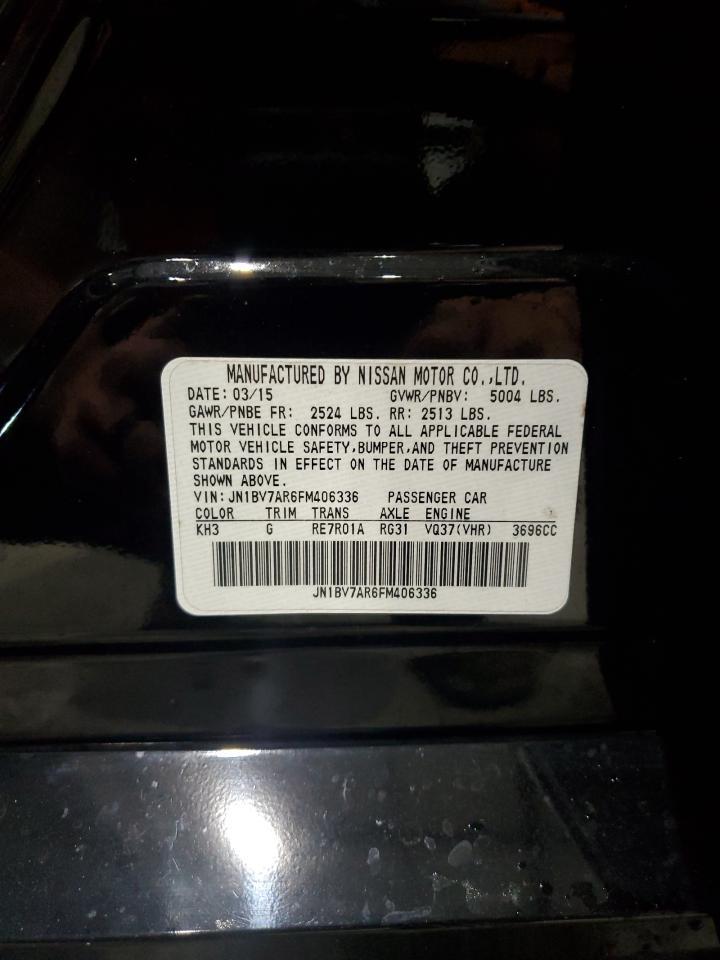 MANUFACTURED BY NISSAN MOTOR CO.,LTD.
DATE: 03/15 GVWR/PNBV: 5004 LBS.
GAWR/PNBE FR: 2524 LBS. RR: 2513 LBS.
THIS VEHICLE CONFORMS TO ALL APPLICABLE FEDERAL
MOTOR VEHICLE SAFETY,BUMPER,AND THEFT PREVENTION
STANDARDS IN EFFECT ON THE DATE OF MANUFACTURE
SHOWN ABOVE.
VIN: JN1BV7AR6FM406336 PASSENGER CAR
COLOR TRIM TRANS AXLE ENGINE
KH3 G RE7R01A RG31 VQ37(VHR) 3696CC
JN1BV7AR6FM406336